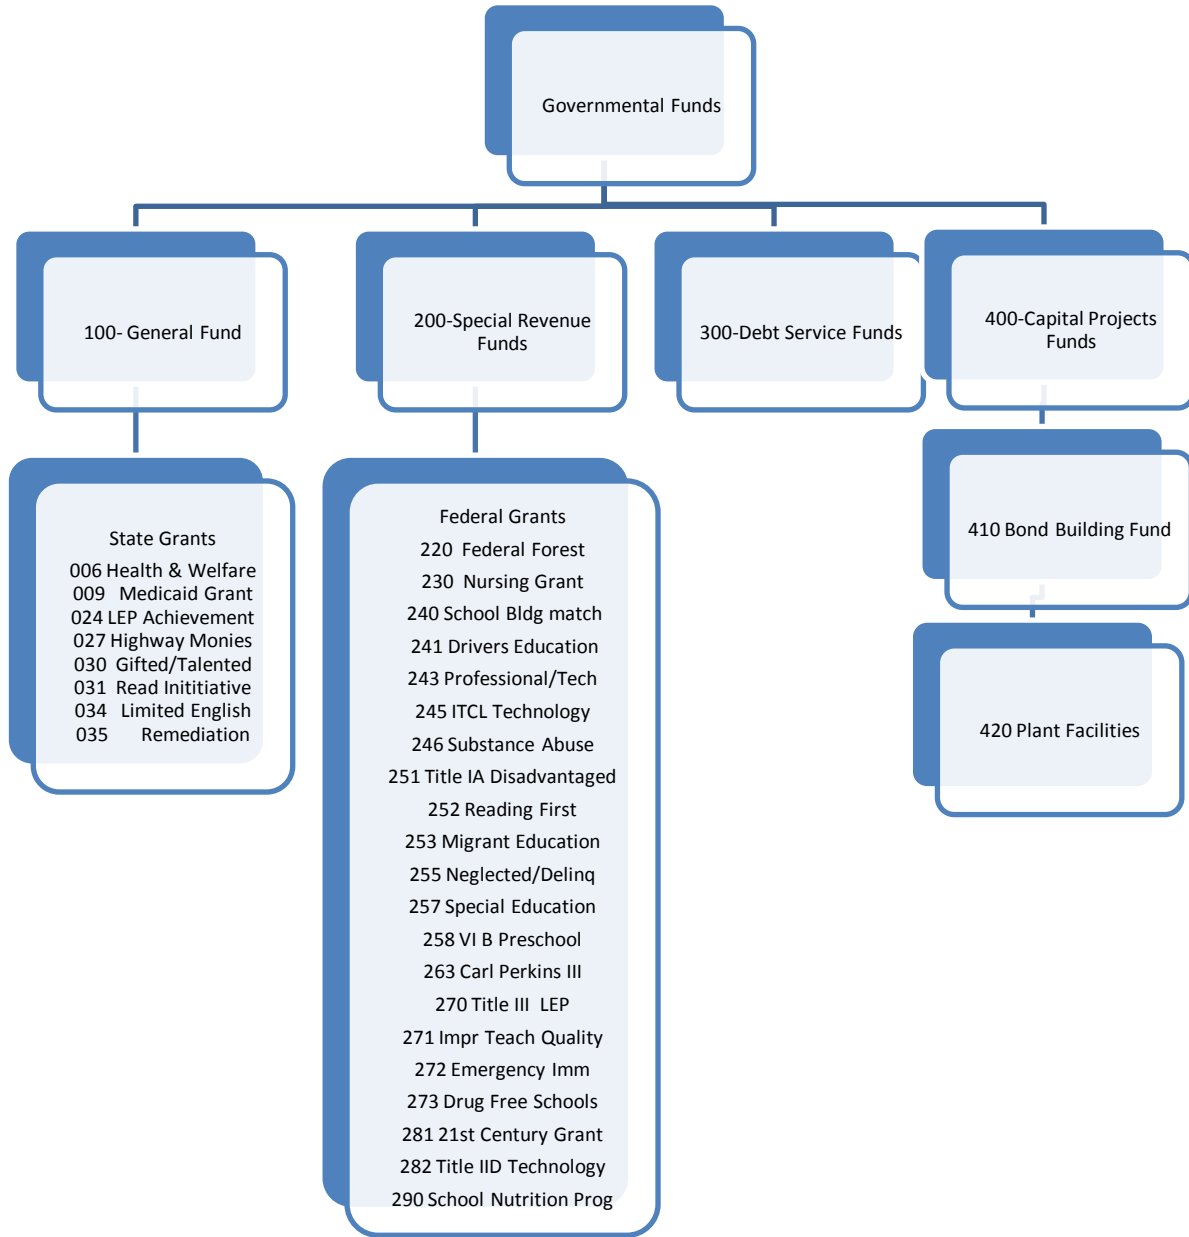 Governmental Funds
100- General Fund
200-Special Revenue
Funds
300-Debt Service Funds
400-Capital Projects
Funds
State Grants
006 Health & Welfare
009 Medicaid Grant
024 LEP Achievement
027 Highway Monies
030 Gifted/Talented
031 Read Inititiative
034 Limited English
035 Remediation
Federal Grants
220 Federal Forest
230 Nursing Grant
240 School Bldg match
241 Drivers Education
243 Professional/Tech
245 ITCL Technology
246 Substance Abuse
251 Title IA Disadvantaged
252 Reading First
253 Migrant Education
255 Neglected/Delinq
257 Special Education
258 VI B Preschool
263 Carl Perkins III
270 Title III LEP
271 Impr Teach Quality
272 Emergency Imm
273 Drug Free Schools
281 21st Century Grant
282 Title IID Technology
290 School Nutrition Prog
410 Bond Building Fund
420 Plant Facilities